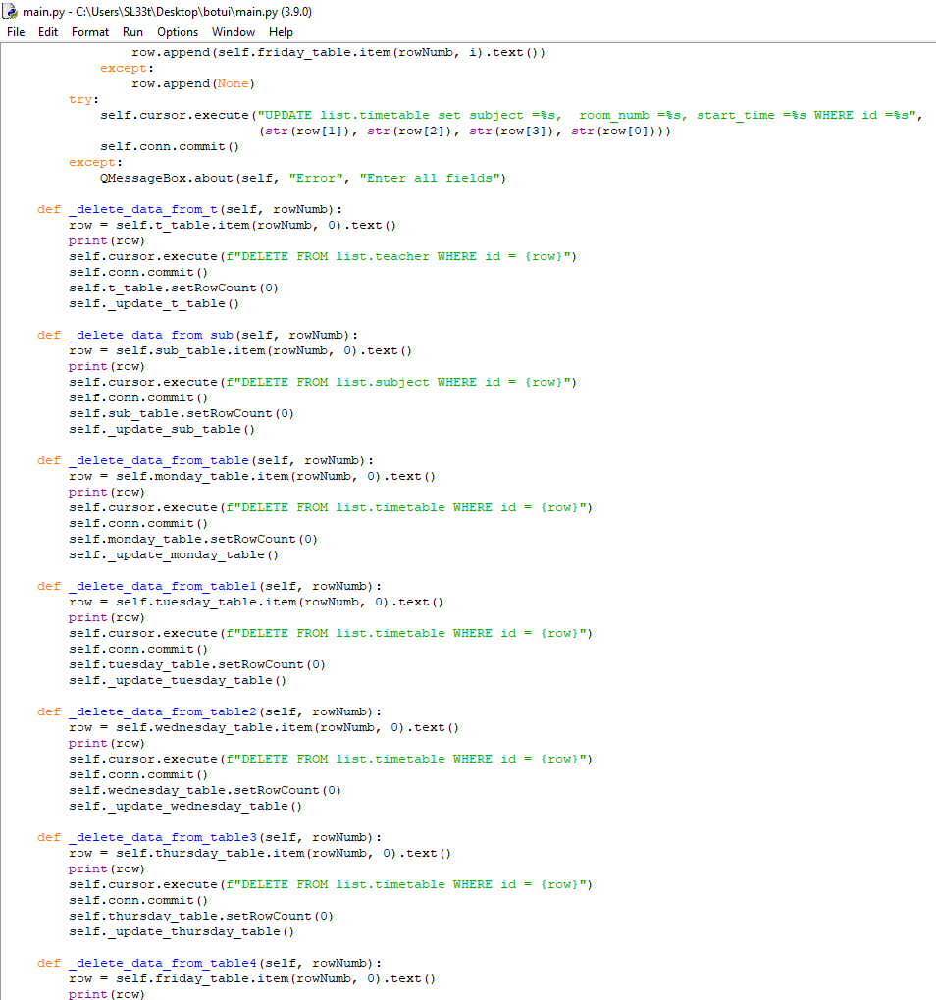 main.py - C:\Users\SL33t\Desktop\botui\main.py (3.9.0)
File Edit Format Run Options Window Help
                row.append(self.friday_table.item(rowNumb, i).text())
            except:
                row.append(None)
        try:
            self.cursor.execute("UPDATE list.timetable set subject =%s,  room_numb =%s, start_time =%s WHERE id =%s",
                                (str(row[1]), str(row[2]), str(row[3]), str(row[0])))
            self.conn.commit()
        except:
            QMessageBox.about(self, "Error", "Enter all fields")

    def _delete_data_from_t(self, rowNumb):
        row = self.t_table.item(rowNumb, 0).text()
        print(row)
        self.cursor.execute(f"DELETE FROM list.teacher WHERE id = {row}")
        self.conn.commit()
        self.t_table.setRowCount(0)
        self._update_t_table()

    def _delete_data_from_sub(self, rowNumb):
        row = self.sub_table.item(rowNumb, 0).text()
        print(row)
        self.cursor.execute(f"DELETE FROM list.subject WHERE id = {row}")
        self.conn.commit()
        self.sub_table.setRowCount(0)
        self._update_sub_table()

    def _delete_data_from_table(self, rowNumb):
        row = self.monday_table.item(rowNumb, 0).text()
        print(row)
        self.cursor.execute(f"DELETE FROM list.timetable WHERE id = {row}")
        self.conn.commit()
        self.monday_table.setRowCount(0)
        self._update_monday_table()

    def _delete_data_from_table1(self, rowNumb):
        row = self.tuesday_table.item(rowNumb, 0).text()
        print(row)
        self.cursor.execute(f"DELETE FROM list.timetable WHERE id = {row}")
        self.conn.commit()
        self.tuesday_table.setRowCount(0)
        self._update_tuesday_table()

    def _delete_data_from_table2(self, rowNumb):
        row = self.wednesday_table.item(rowNumb, 0).text()
        print(row)
        self.cursor.execute(f"DELETE FROM list.timetable WHERE id = {row}")
        self.conn.commit()
        self.wednesday_table.setRowCount(0)
        self._update_wednesday_table()

    def _delete_data_from_table3(self, rowNumb):
        row = self.thursday_table.item(rowNumb, 0).text()
        print(row)
        self.cursor.execute(f"DELETE FROM list.timetable WHERE id = {row}")
        self.conn.commit()
        self.thursday_table.setRowCount(0)
        self._update_thursday_table()

    def _delete_data_from_table4(self, rowNumb):
        row = self.friday_table.item(rowNumb, 0).text()
        print(row)